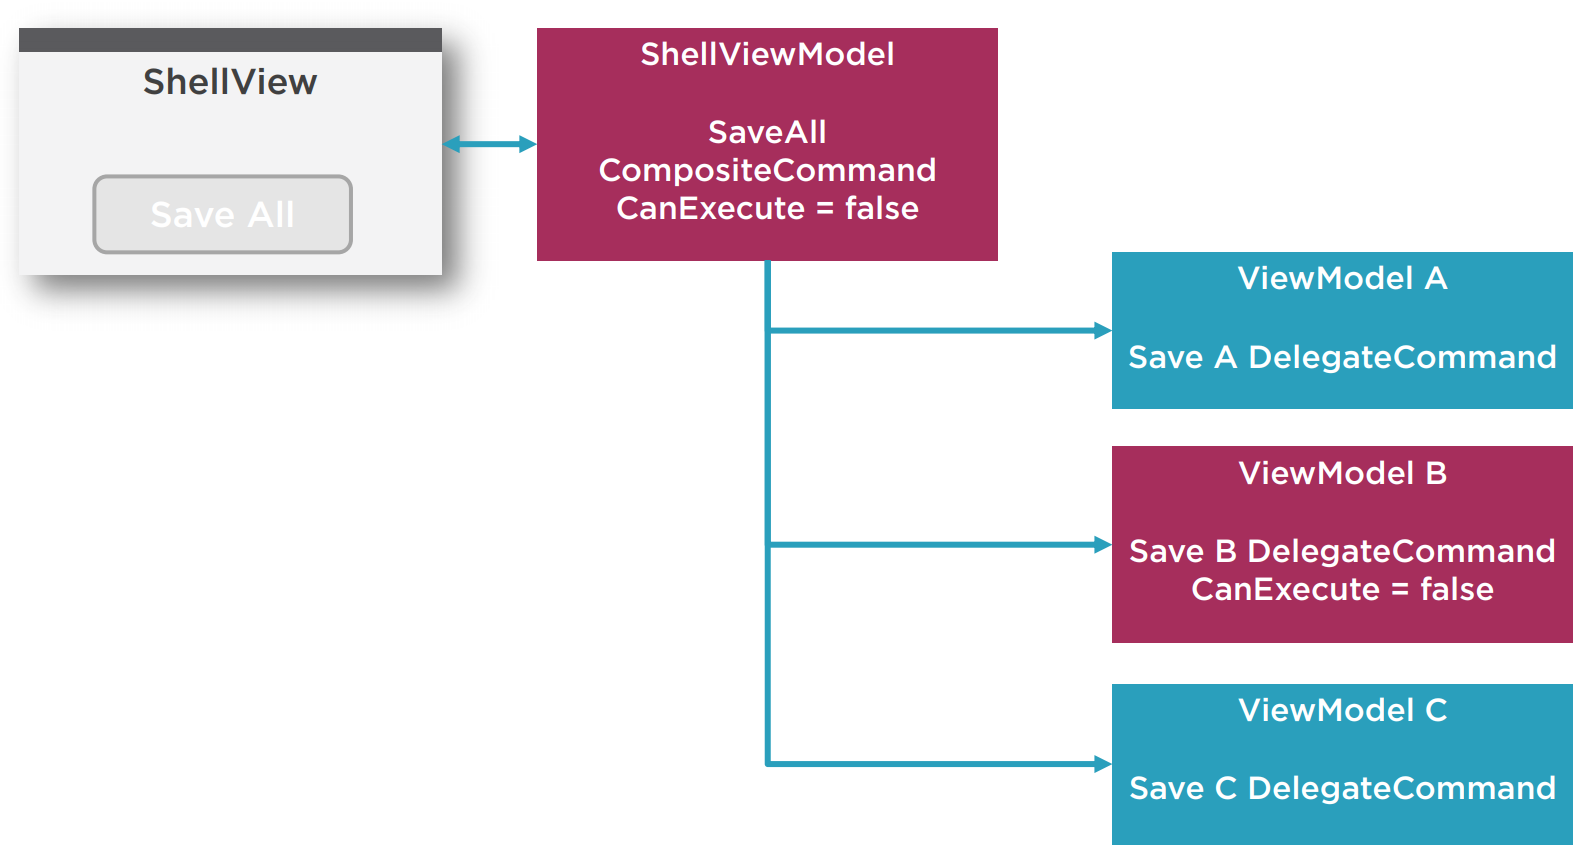 ShellView
Save All
ShellViewModel
SaveAll
CompositeCommand
CanExecute = false
ViewModel A
Save A DelegateCommand
ViewModel B
Save B DelegateCommand
CanExecute = false
ViewModel C
Save C DelegateCommand